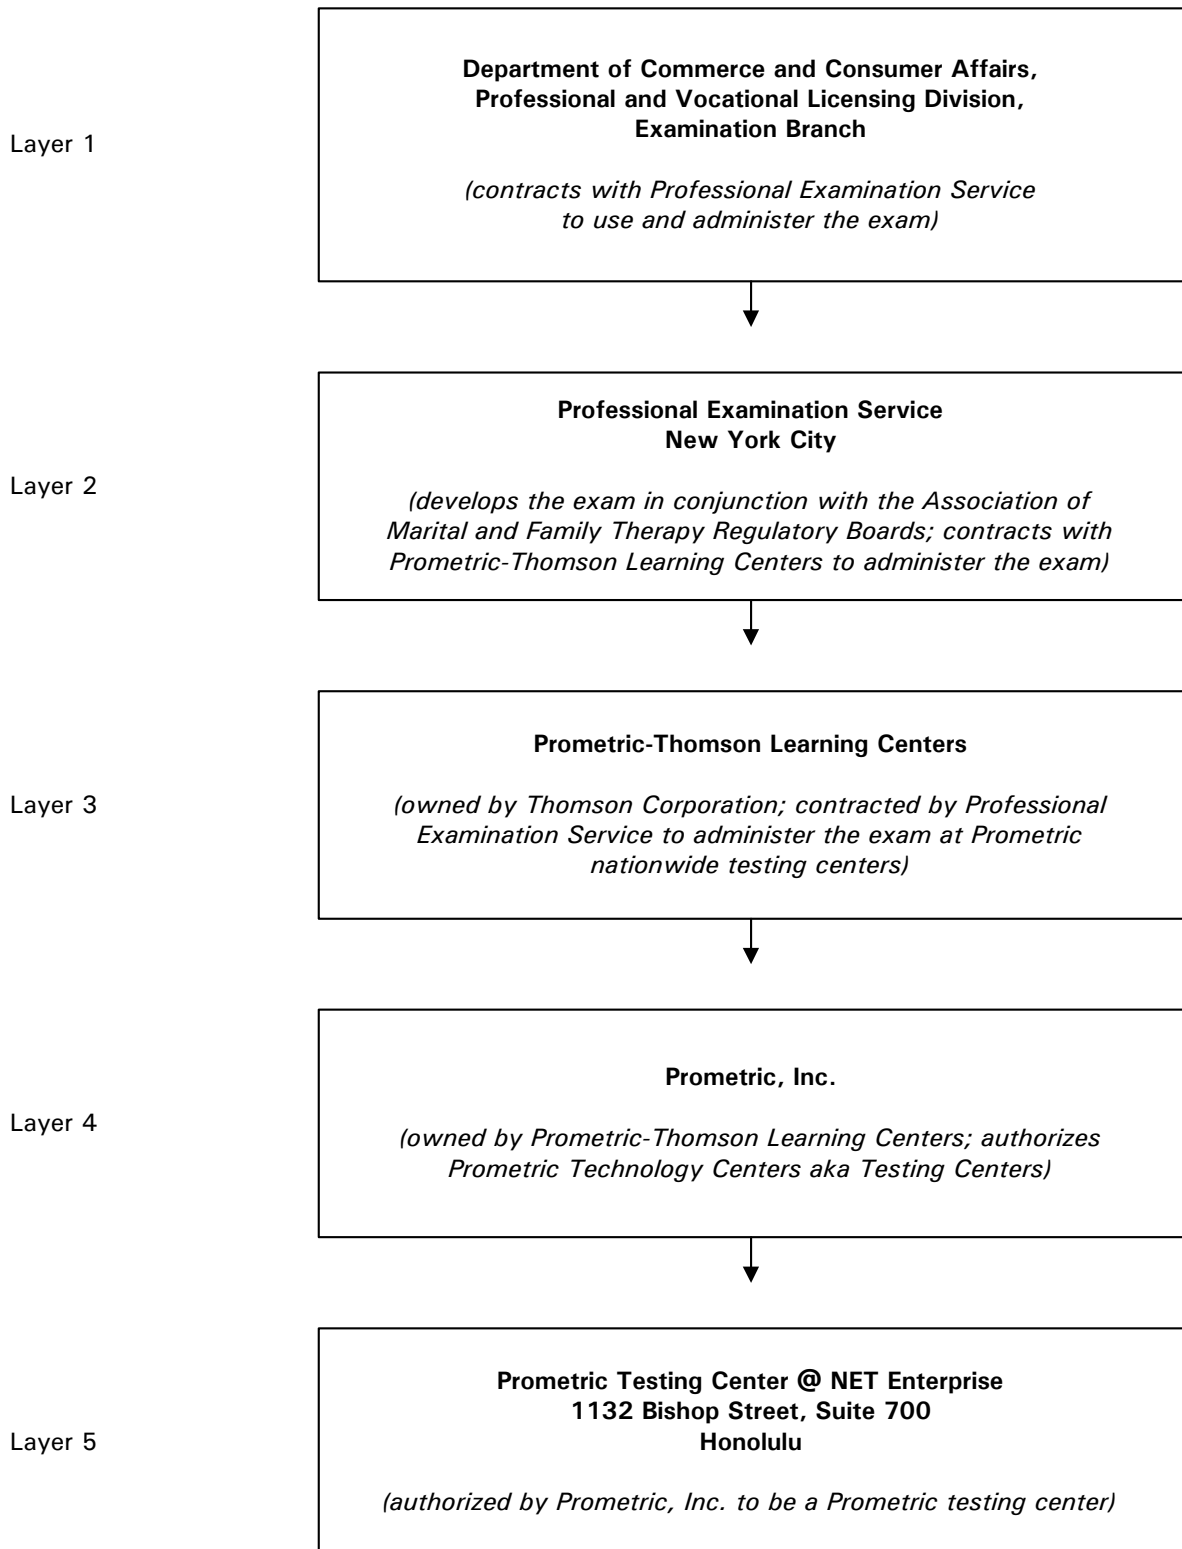 Layer 1
Department of Commerce and Consumer Affairs,
Professional and Vocational Licensing Division,
Examination Branch
(contracts with Professional Examination Service
to use and administer the exam)
Layer 2
Professional Examination Service
New York City
(develops the exam in conjunction with the Association of
Marital and Family Therapy Regulatory Boards; contracts with
Prometric-Thomson Learning Centers to administer the exam)
Layer 3
Prometric-Thomson Learning Centers
(owned by Thomson Corporation; contracted by Professional
Examination Service to administer the exam at Prometric
nationwide testing centers)
Layer 4
Prometric, Inc.
(owned by Prometric-Thomson Learning Centers; authorizes
Prometric Technology Centers aka Testing Centers)
Layer 5
Prometric Testing Center @ NET Enterprise
1132 Bishop Street, Suite 700
Honolulu
(authorized by Prometric, Inc. to be a Prometric testing center)